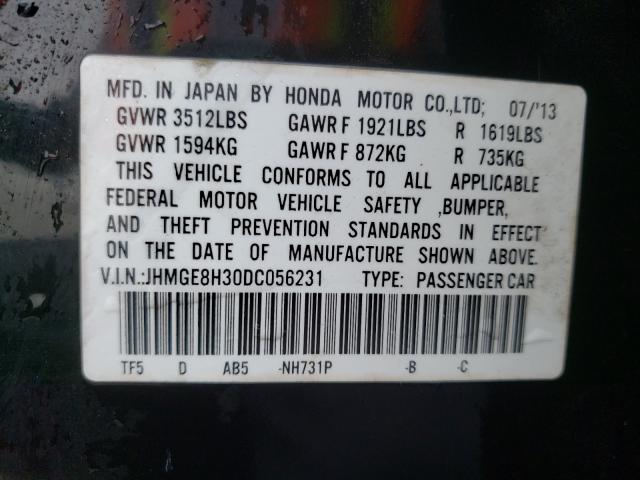 MFD. IN JAPAN BY HONDA MOTOR CO.,LTD; 07/'13
GVWR 3512LBS GAWR F 1921LBS R 1619LBS
GVWR 1594KG GAWR F 872KG R 735KG
THIS VEHICLE CONFORMS TO ALL APPLICABLE
FEDERAL MOTOR VEHICLE SAFETY ,BUMPER,
AND THEFT PREVENTION STANDARDS IN EFFECT
ON THE DATE OF MANUFACTURE SHOWN ABOVE.
V.I.N.:JHMGE8H30DC056231 TYPE: PASSENGER CAR
TF5 D AB5 -NH731P -B -C